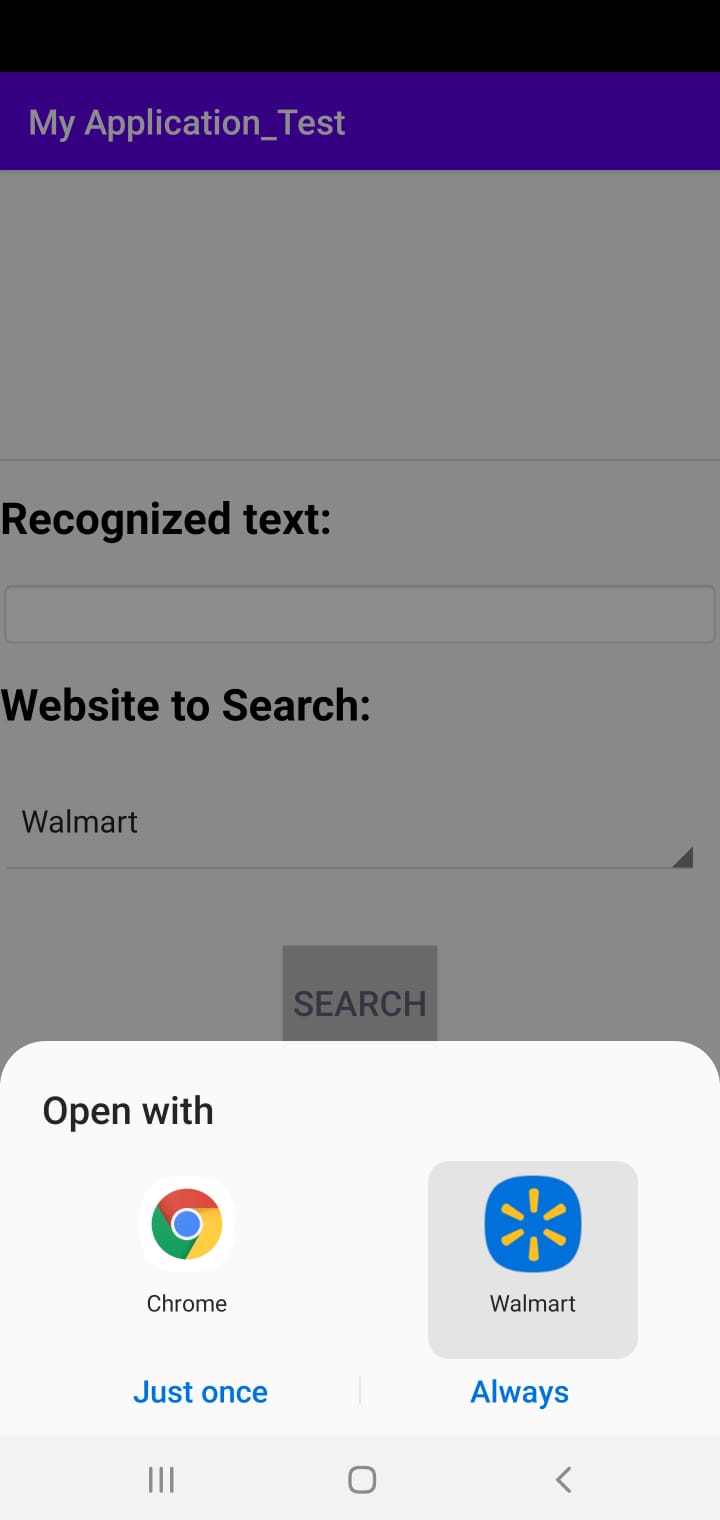 My Application_Test
Recognized text:
Website to Search:
Walmart
SEARCH
Open with
Chrome
Walmart
Just once
Always